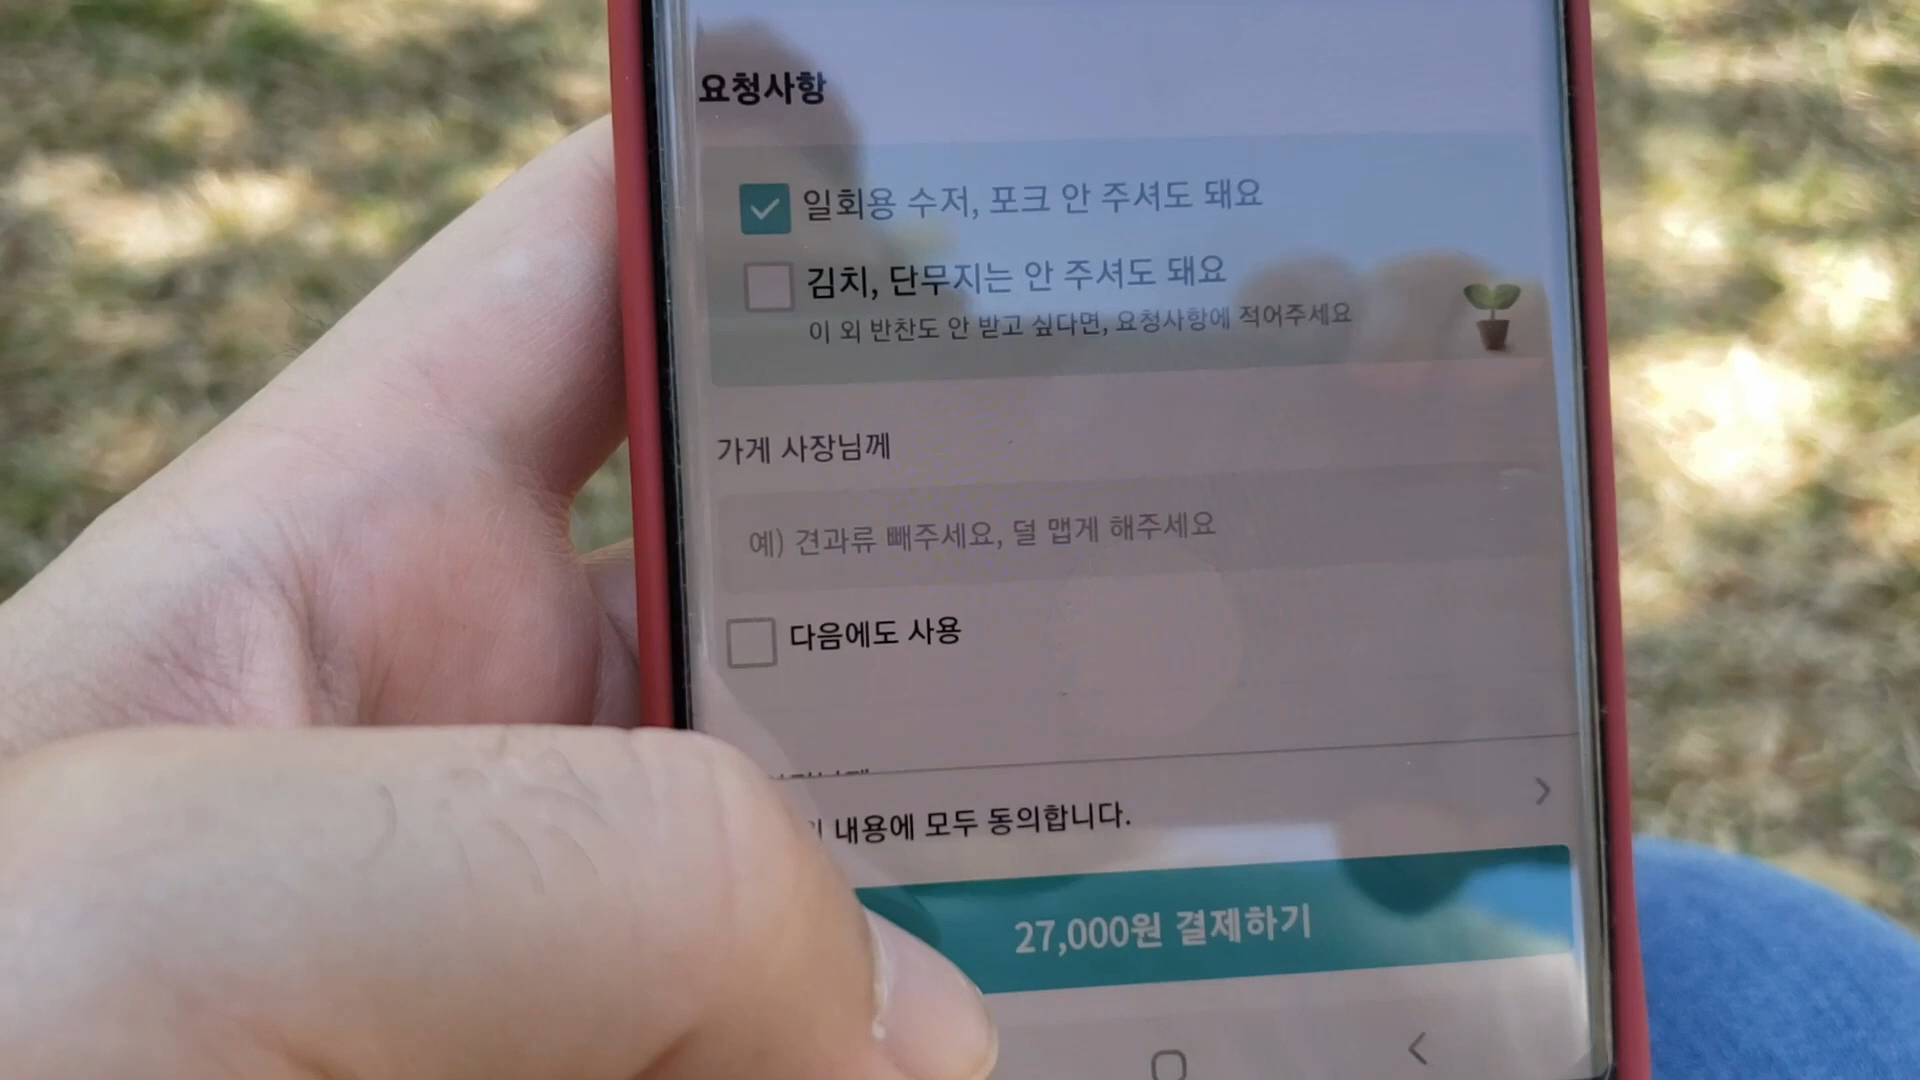 요청사항
일회용 수저, 포크 안 주셔도 돼요
김치, 단무지는 안 주셔도 돼요
이 외 반찬도 안 받고 싶다면, 요청사항에 적어주세요
가게 사장님께
예) 견과류 빼주세요, 덜 맵게 해주세요
다음에도 사용
내용에 모두 동의합니다.
27,000원 결제하기